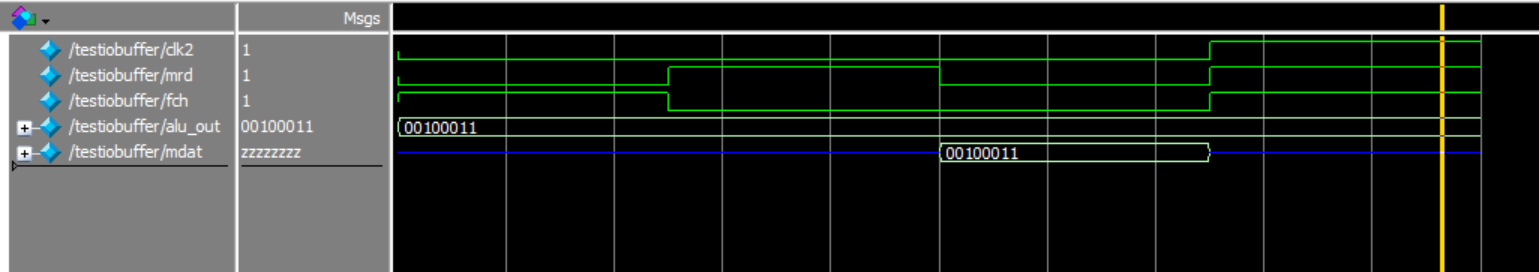 Msgs
/testiobuffer/clk2 1
/testiobuffer/mrd 1
/testiobuffer/fch 1
/testiobuffer/alu_out 00100011 00100011
/testiobuffer/mdat zzzzzzzz 00100011